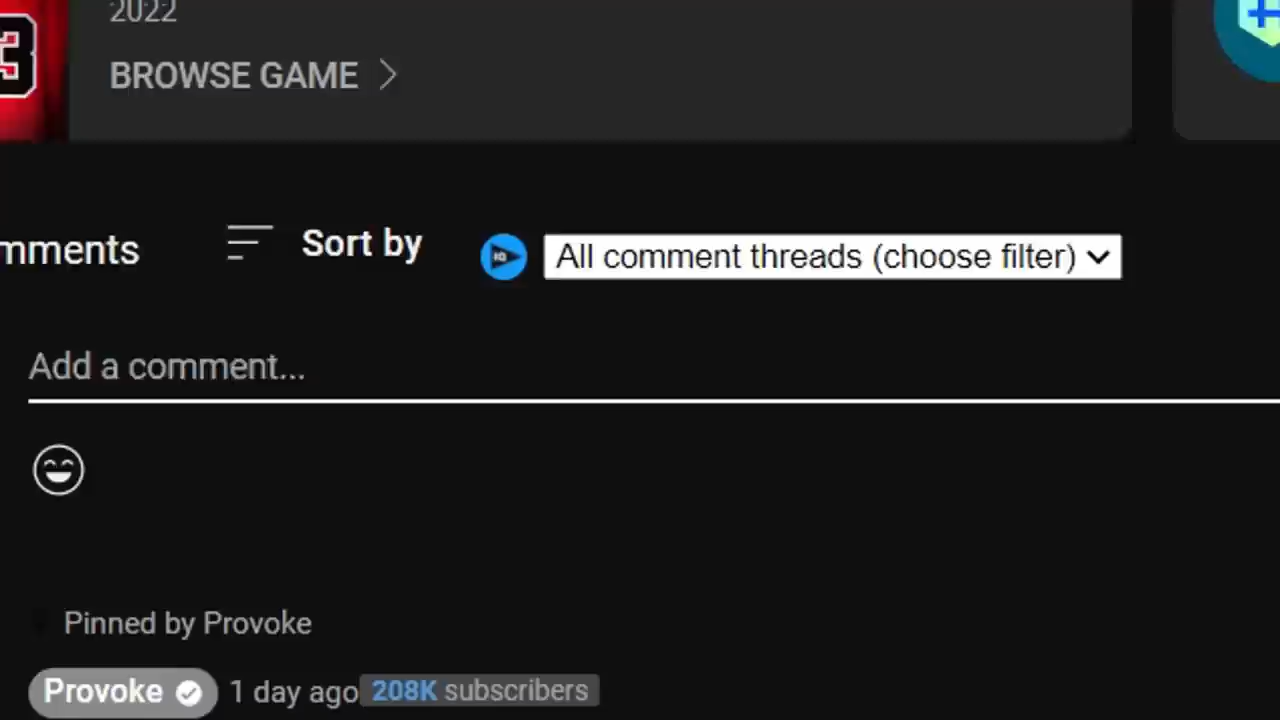 2022
BROWSE GAME
mments
Sort by
All comment threads (choose filter)
Add a comment...
Pinned by Provoke
Provoke 1 day ago 208K subscribers